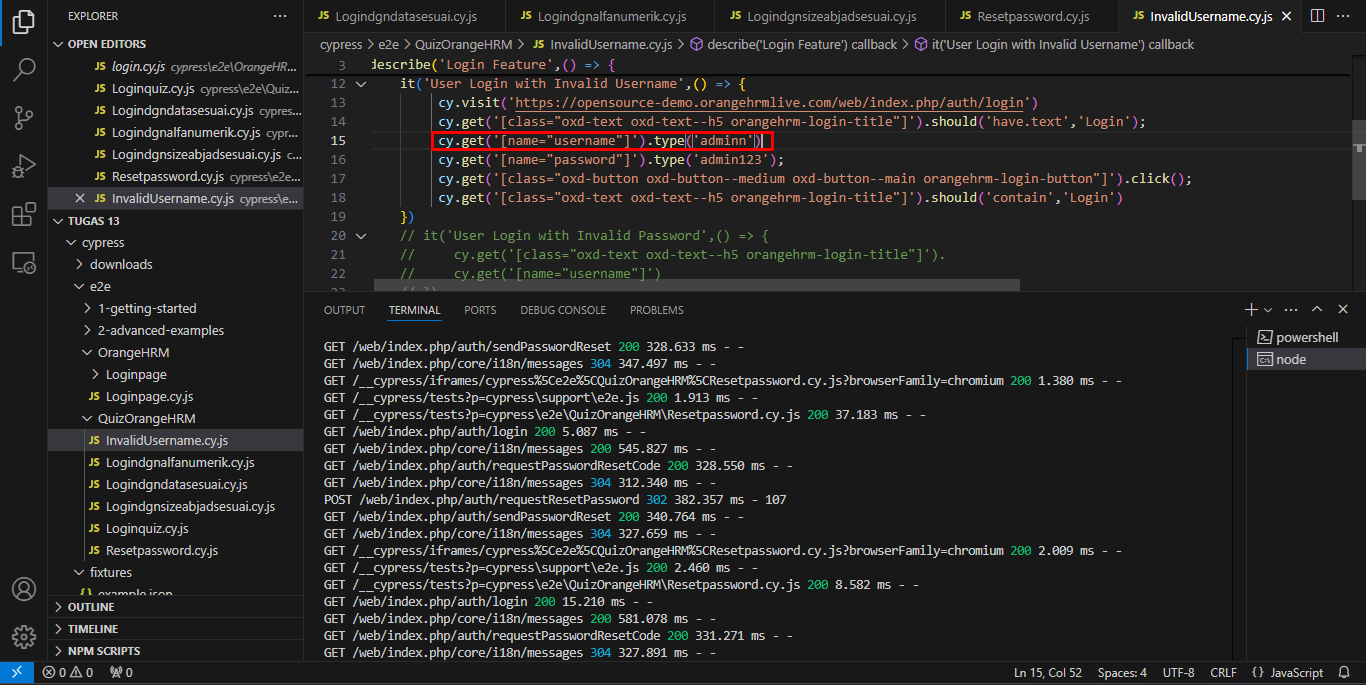 EXPLORER
OPEN EDITORS
login.cy.js cypress\e2e\OrangeHR...
Loginquiz.cy.js cypress\e2e\Quiz...
Logindgndatasesuai.cy.js cypres...
Logindgnalfanumerik.cy.js cypr...
Logindgnsizeabjadsesuai.cy.js c...
Resetpassword.cy.js cypress\e2e...
InvalidUsername.cy.js cypress\e...
TUGAS 13
cypress
downloads
e2e
1-getting-started
2-advanced-examples
OrangeHRM
Loginpage
JS Loginpage.cy.js
QuizOrangeHRM
JS InvalidUsername.cy.js
JS Logindgnalfanumerik.cy.js
JS Logindgndatasesuai.cy.js
JS Logindgnsizeabjadsesuai.cy.js
JS Loginquiz.cy.js
JS Resetpassword.cy.js
fixtures
{} example.json
OUTLINE
TIMELINE
NPM SCRIPTS
JS Logindgndatasesuai.cy.js JS Logindgnalfanumerik.cy.js JS Logindgnsizeabjadsesuai.cy.js JS Resetpassword.cy.js JS InvalidUsername.cy.js
cypress > e2e > QuizOrangeHRM > JS InvalidUsername.cy.js > describe('Login Feature') callback > it('User Login with Invalid Username') callback
3 describe('Login Feature',() => {
12 it('User Login with Invalid Username',() => {
13 cy.visit('https://opensource-demo.orangehrmlive.com/web/index.php/auth/login')
14 cy.get('[class="oxd-text oxd-text--h5 orangehrm-login-title"]').should('have.text','Login');
15 cy.get('[name="username"]').type('adminn')
16 cy.get('[name="password"]').type('admin123');
17 cy.get('[class="oxd-button oxd-button--medium oxd-button--main orangehrm-login-button"]').click();
18 cy.get('[class="oxd-text oxd-text--h5 orangehrm-login-title"]').should('contain','Login')
19 })
20 // it('User Login with Invalid Password',() => {
21 // cy.get('[class="oxd-text oxd-text--h5 orangehrm-login-title"]').
22 // cy.get('[name="username"]')
23 // })
OUTPUT TERMINAL PORTS DEBUG CONSOLE PROBLEMS
GET /web/index.php/auth/sendPasswordReset 200 328.633 ms - -
GET /web/index.php/core/i18n/messages 304 347.497 ms - -
GET /__cypress/iframes/cypress%5Ce2e%5CQuizOrangeHRM%5CResetpassword.cy.js?browserFamily=chromium 200 1.380 ms - -
GET /__cypress/tests?p=cypress\support\e2e.js 200 1.913 ms - -
GET /__cypress/tests?p=cypress\e2e\QuizOrangeHRM\Resetpassword.cy.js 200 37.183 ms - -
GET /web/index.php/auth/login 200 5.087 ms - -
GET /web/index.php/core/i18n/messages 200 545.827 ms - -
GET /web/index.php/auth/requestPasswordResetCode 200 328.550 ms - -
GET /web/index.php/core/i18n/messages 304 312.340 ms - -
POST /web/index.php/auth/requestResetPassword 302 382.357 ms - 107
GET /web/index.php/auth/sendPasswordReset 200 340.764 ms - -
GET /web/index.php/core/i18n/messages 304 327.659 ms - -
GET /__cypress/iframes/cypress%5Ce2e%5CQuizOrangeHRM%5CResetpassword.cy.js?browserFamily=chromium 200 2.009 ms - -
GET /__cypress/tests?p=cypress\support\e2e.js 200 2.460 ms - -
GET /__cypress/tests?p=cypress\e2e\QuizOrangeHRM\Resetpassword.cy.js 200 8.582 ms - -
GET /web/index.php/auth/login 200 15.210 ms - -
GET /web/index.php/core/i18n/messages 200 581.078 ms - -
GET /web/index.php/auth/requestPasswordResetCode 200 331.271 ms - -
GET /web/index.php/core/i18n/messages 304 327.891 ms - -
powershell
node
0 0 0 Ln 15, Col 52 Spaces: 4 UTF-8 CRLF {} JavaScript